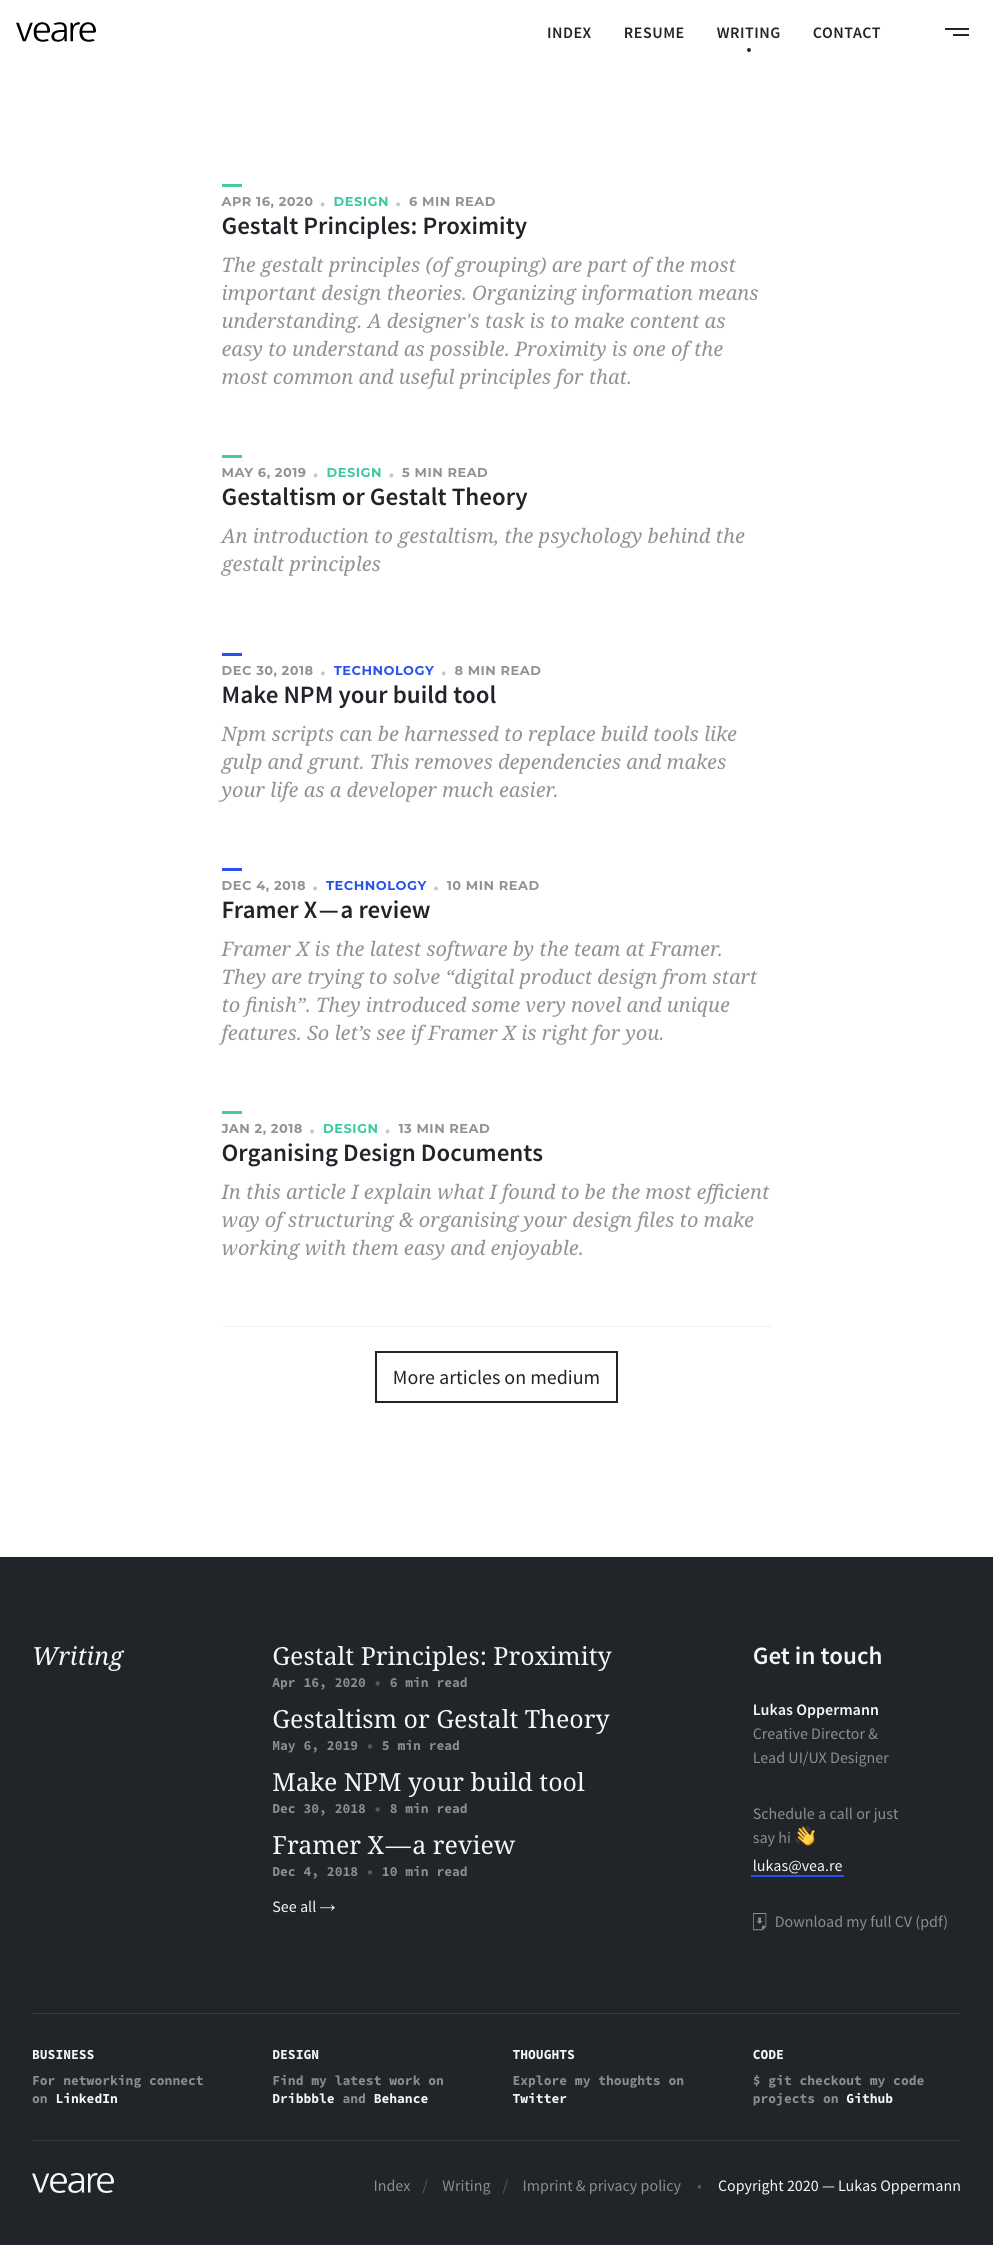 veare
INDEX RESUME WRITING CONTACT
APR 16, 2020 • DESIGN • 6 MIN READ
Gestalt Principles: Proximity
The gestalt principles (of grouping) are part of the most
important design theories. Organizing information means
understanding. A designer's task is to make content as
easy to understand as possible. Proximity is one of the
most common and useful principles for that.
MAY 6, 2019 • DESIGN • 5 MIN READ
Gestaltism or Gestalt Theory
An introduction to gestaltism, the psychology behind the
gestalt principles
DEC 30, 2018 • TECHNOLOGY • 8 MIN READ
Make NPM your build tool
Npm scripts can be harnessed to replace build tools like
gulp and grunt. This removes dependencies and makes
your life as a developer much easier.
DEC 4, 2018 • TECHNOLOGY • 10 MIN READ
Framer X — a review
Framer X is the latest software by the team at Framer.
They are trying to solve “digital product design from start
to finish”. They introduced some very novel and unique
features. So let’s see if Framer X is right for you.
JAN 2, 2018 • DESIGN • 13 MIN READ
Organising Design Documents
In this article I explain what I found to be the most efficient
way of structuring & organising your design files to make
working with them easy and enjoyable.
More articles on medium
Writing
Gestalt Principles: Proximity
Apr 16, 2020 • 6 min read
Gestaltism or Gestalt Theory
May 6, 2019 • 5 min read
Make NPM your build tool
Dec 30, 2018 • 8 min read
Framer X — a review
Dec 4, 2018 • 10 min read
See all →
Get in touch
Lukas Oppermann
Creative Director &
Lead UI/UX Designer
Schedule a call or just
say hi 👋
lukas@vea.re
Download my full CV (pdf)
BUSINESS
For networking connect
on LinkedIn
DESIGN
Find my latest work on
Dribbble and Behance
THOUGHTS
Explore my thoughts on
Twitter
CODE
$ git checkout my code
projects on Github
veare
Index / Writing / Imprint & privacy policy • Copyright 2020 — Lukas Oppermann